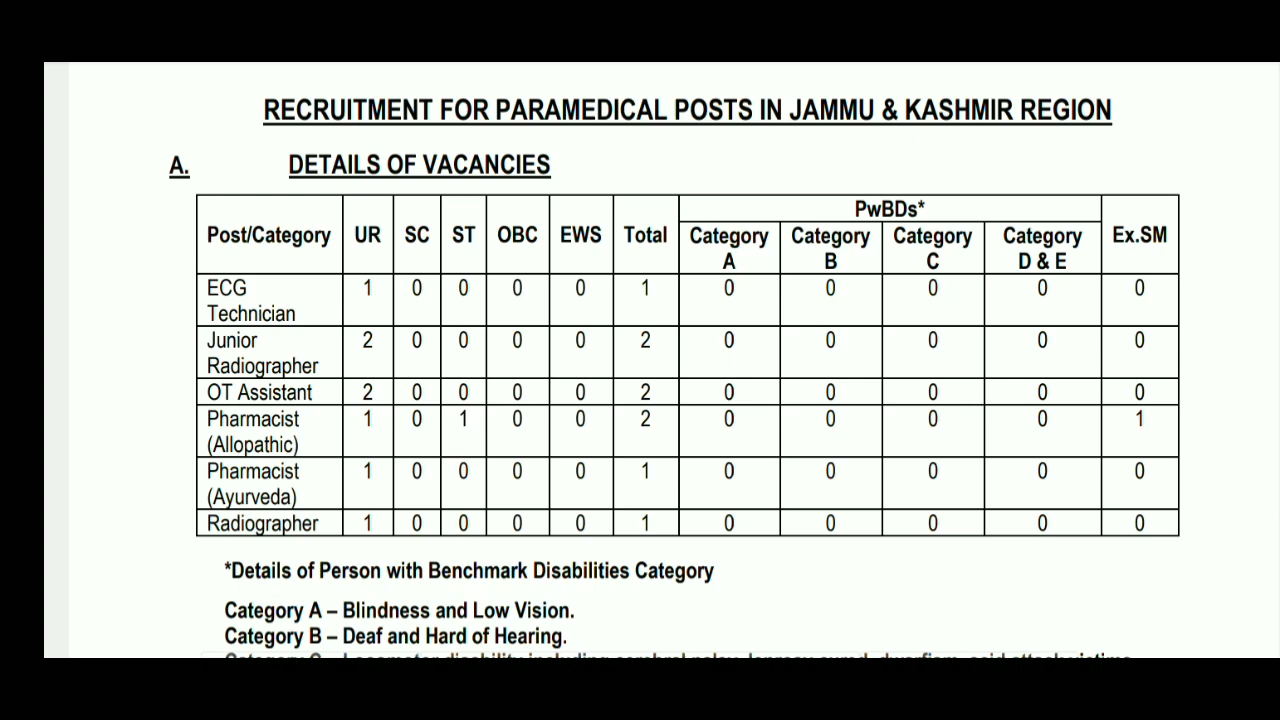 RECRUITMENT FOR PARAMEDICAL POSTS IN JAMMU & KASHMIR REGION
A. DETAILS OF VACANCIES
Post/Category UR SC ST OBC EWS Total PwBDs* Ex.SM
Category A Category B Category C Category D & E
ECG Technician 1 0 0 0 0 1 0 0 0 0 0
Junior Radiographer 2 0 0 0 0 2 0 0 0 0 0
OT Assistant 2 0 0 0 0 2 0 0 0 0 0
Pharmacist (Allopathic) 1 0 1 0 0 2 0 0 0 0 1
Pharmacist (Ayurveda) 1 0 0 0 0 1 0 0 0 0 0
Radiographer 1 0 0 0 0 1 0 0 0 0 0
*Details of Person with Benchmark Disabilities Category
Category A – Blindness and Low Vision.
Category B – Deaf and Hard of Hearing.